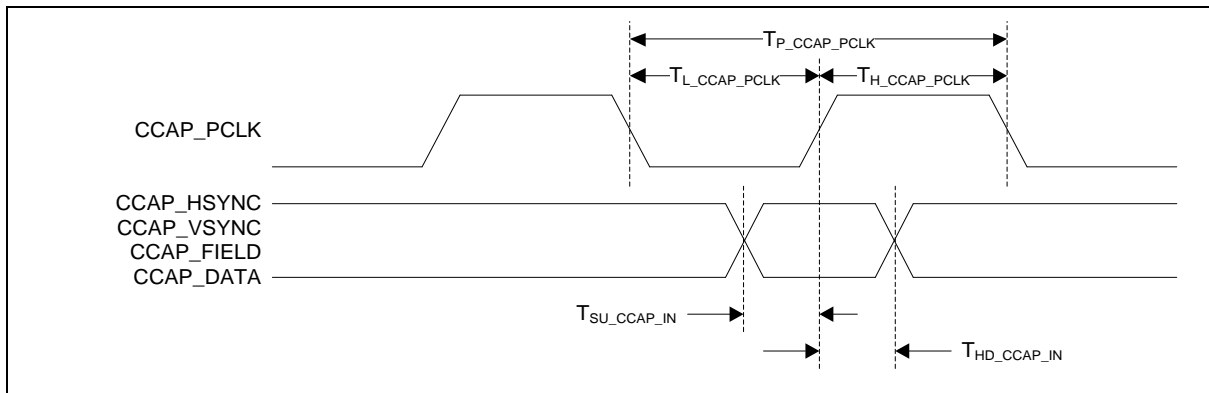 TP_CCAP_PCLK
TL_CCAP_PCLK
TH_CCAP_PCLK
CCAP_PCLK
CCAP_HSYNC
CCAP_VSYNC
CCAP_FIELD
CCAP_DATA
TSU_CCAP_IN
THD_CCAP_IN